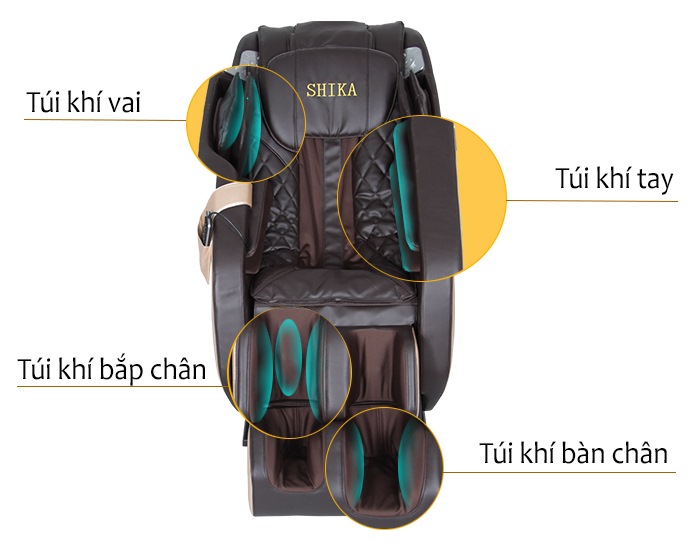 SHIKA
Túi khí vai
Túi khí tay
Túi khí bắp chân
Túi khí bàn chân